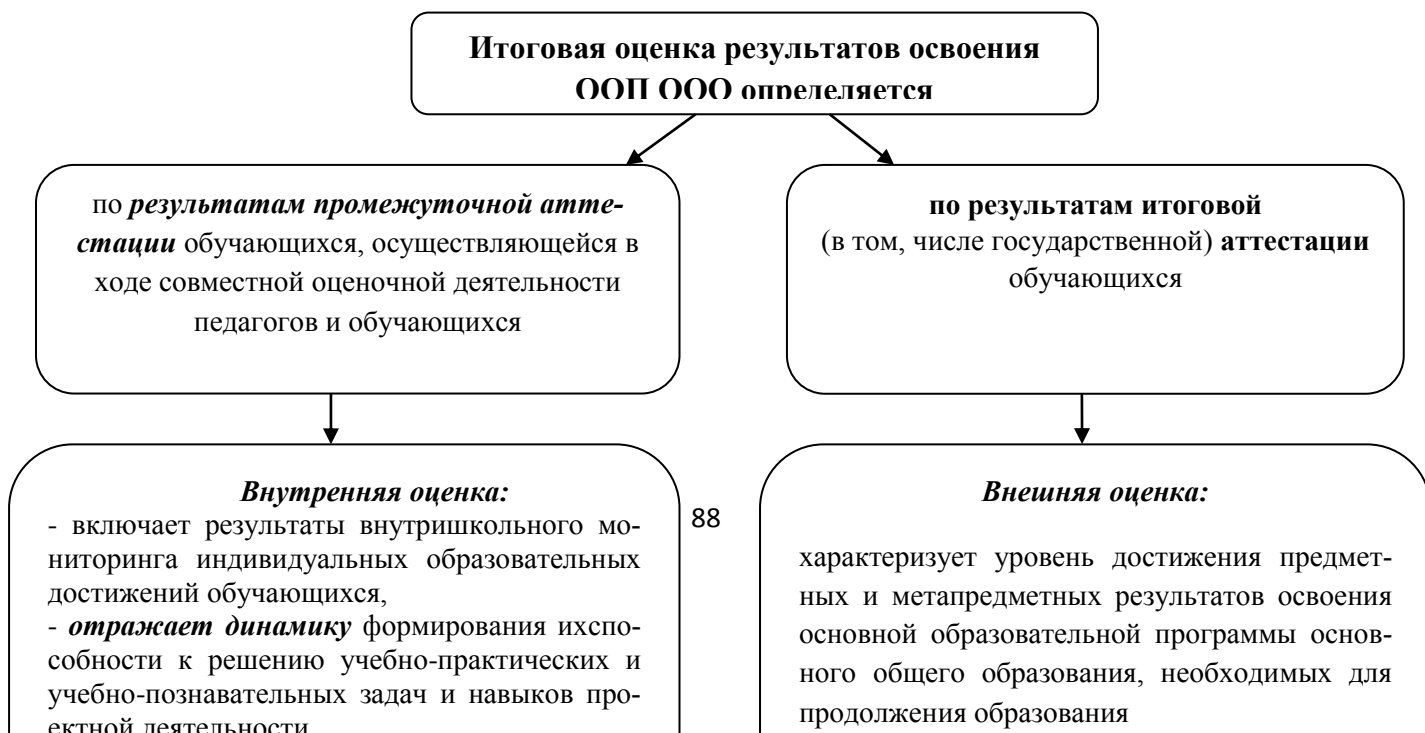 Итоговая оценка результатов освоения
ООП ООО определяется
по результатам промежуточной атте-
стации обучающихся, осуществляющейся в
ходе совместной оценочной деятельности
педагогов и обучающихся
по результатам итоговой
(в том, числе государственной) аттестации
обучающихся
Внутренняя оценка:
- включает результаты внутришкольного мо-
ниторинга индивидуальных образовательных
достижений обучающихся,
- отражает динамику формирования ихспо-
собности к решению учебно-практических и
учебно-познавательных задач и навыков про-
ектной деятельности
88
Внешняя оценка:
характеризует уровень достижения предмет-
ных и метапредметных результатов освоения
основной образовательной программы основ-
ного общего образования, необходимых для
продолжения образования